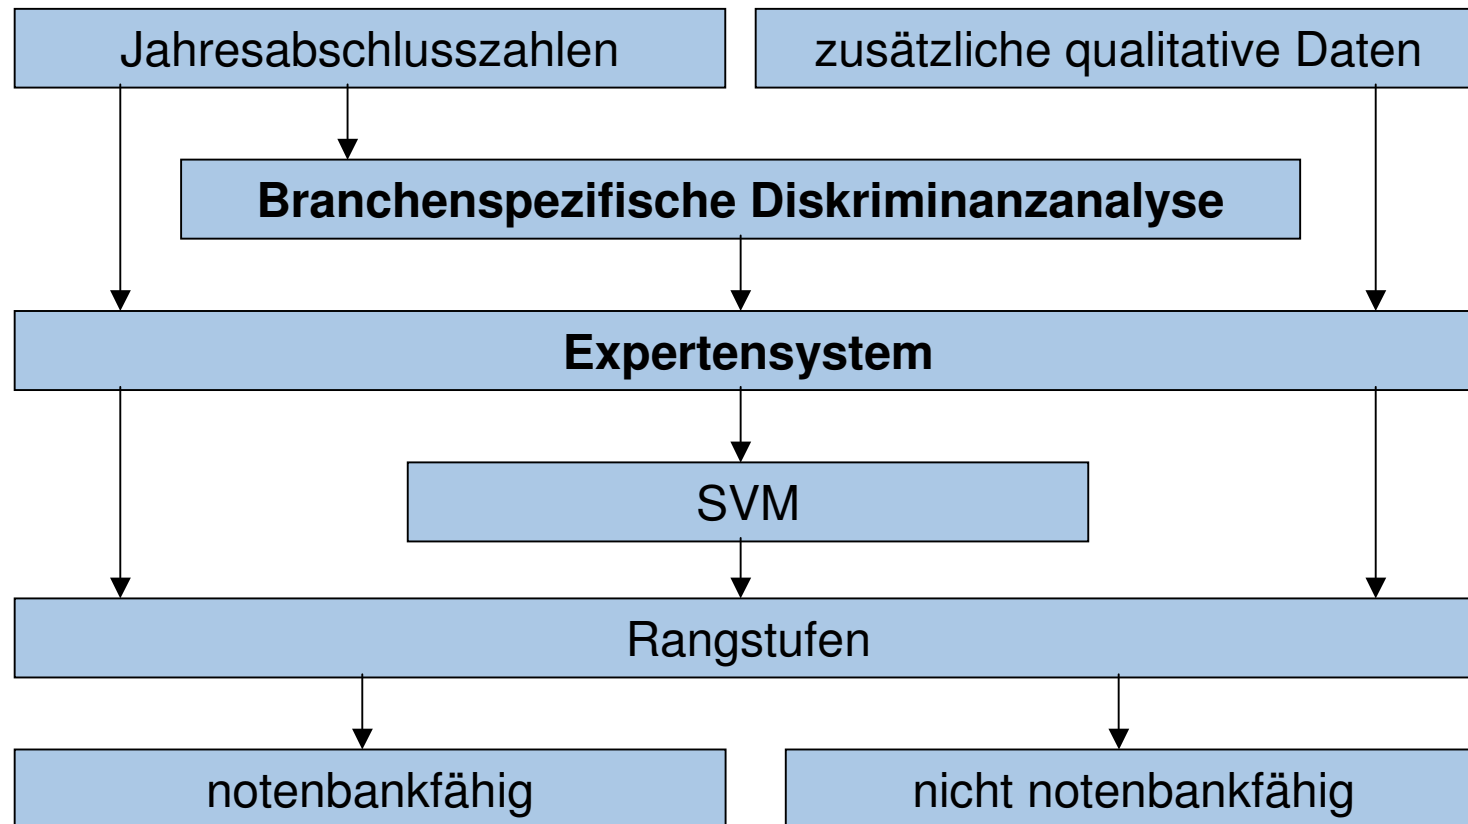 Jahresabschlusszahlen
zusätzliche qualitative Daten
Branchenspezifische Diskriminanzanalyse
Expertensystem
SVM
Rangstufen
notenbankfähig
nicht notenbankfähig